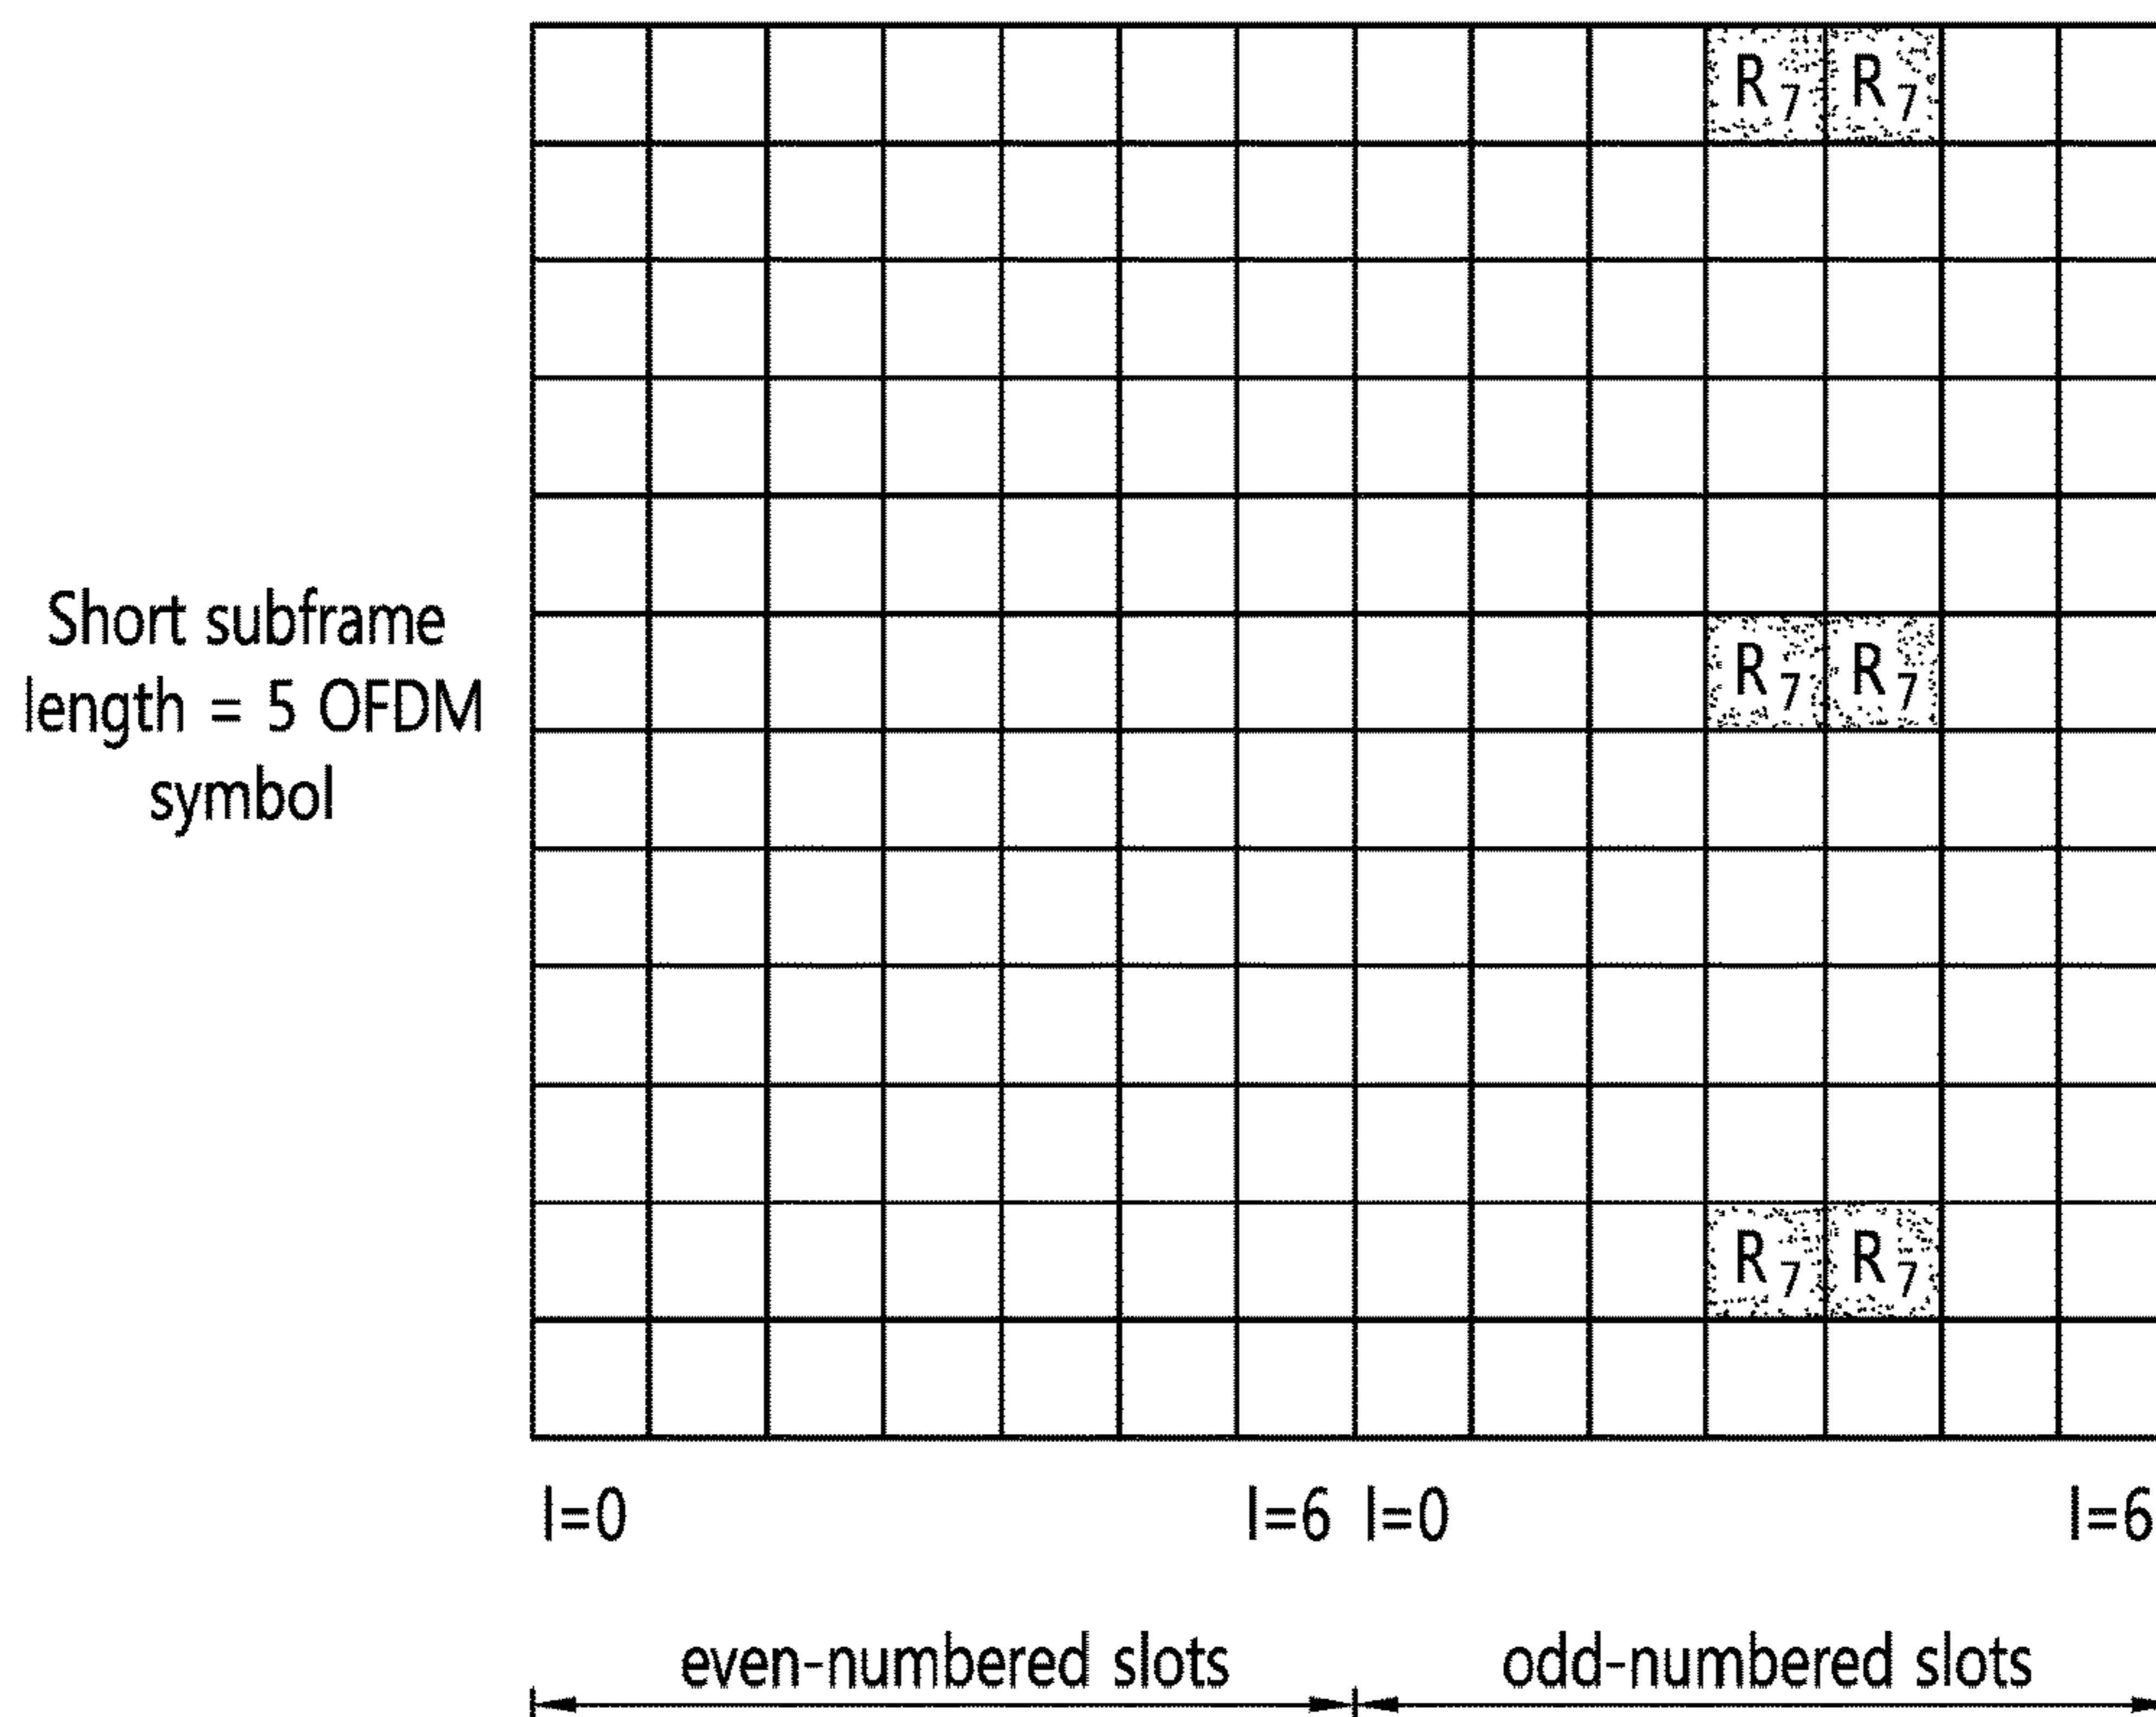 R7 R7
Short subframe
length = 5 OFDM
symbol
R7 R7
R7 R7
l=0 l=6 l=0 l=6
even-numbered slots odd-numbered slots